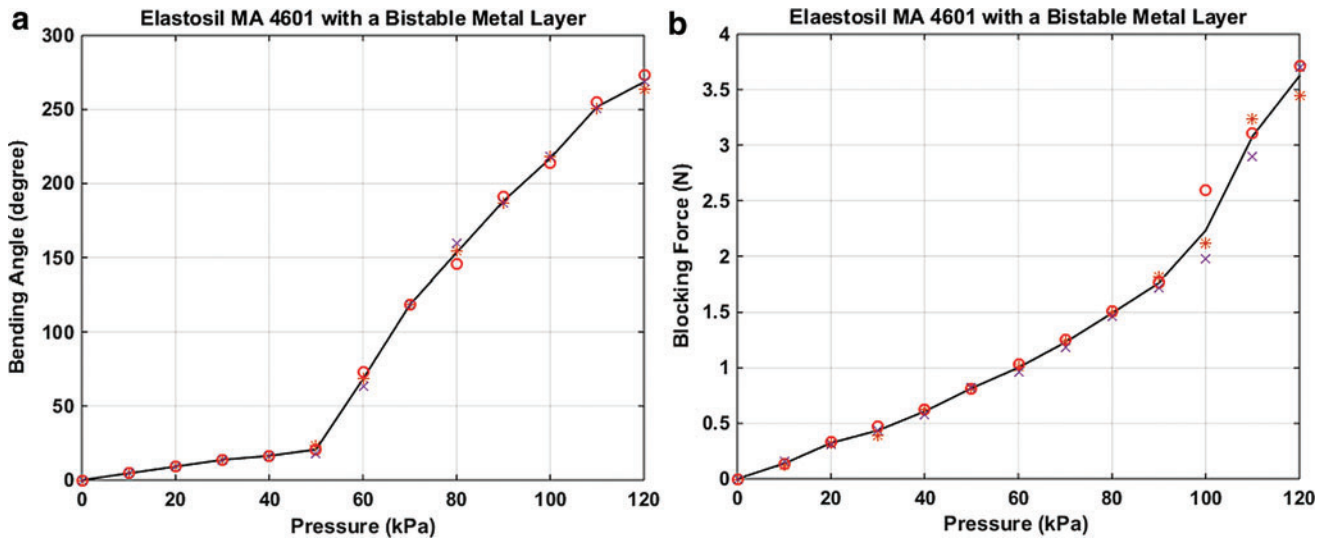 a
Elastosil MA 4601 with a Bistable Metal Layer
300
250
200
150
100
50
0
Bending Angle (degree)
0 20 40 60 80 100 120
Pressure (kPa)
b
Elaestosil MA 4601 with a Bistable Metal Layer
4
3.5
3
2.5
2
1.5
1
0.5
0
Blocking Force (N)
0 20 40 60 80 100 120
Pressure (kPa)